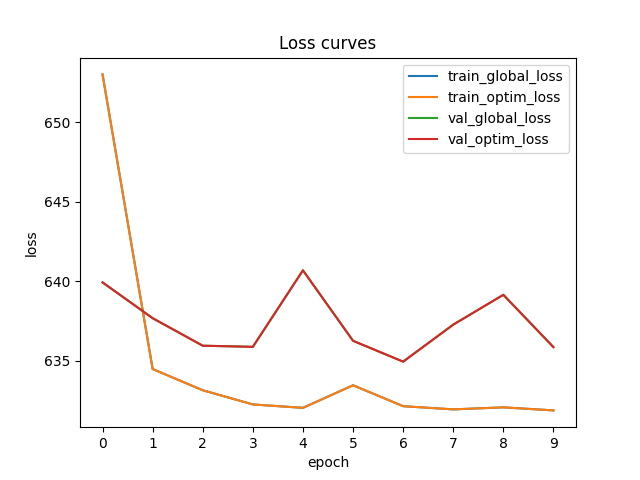 Loss curves
train_global_loss
train_optim_loss
val_global_loss
val_optim_loss
650
645
640
635
loss
0 1 2 3 4 5 6 7 8 9
epoch